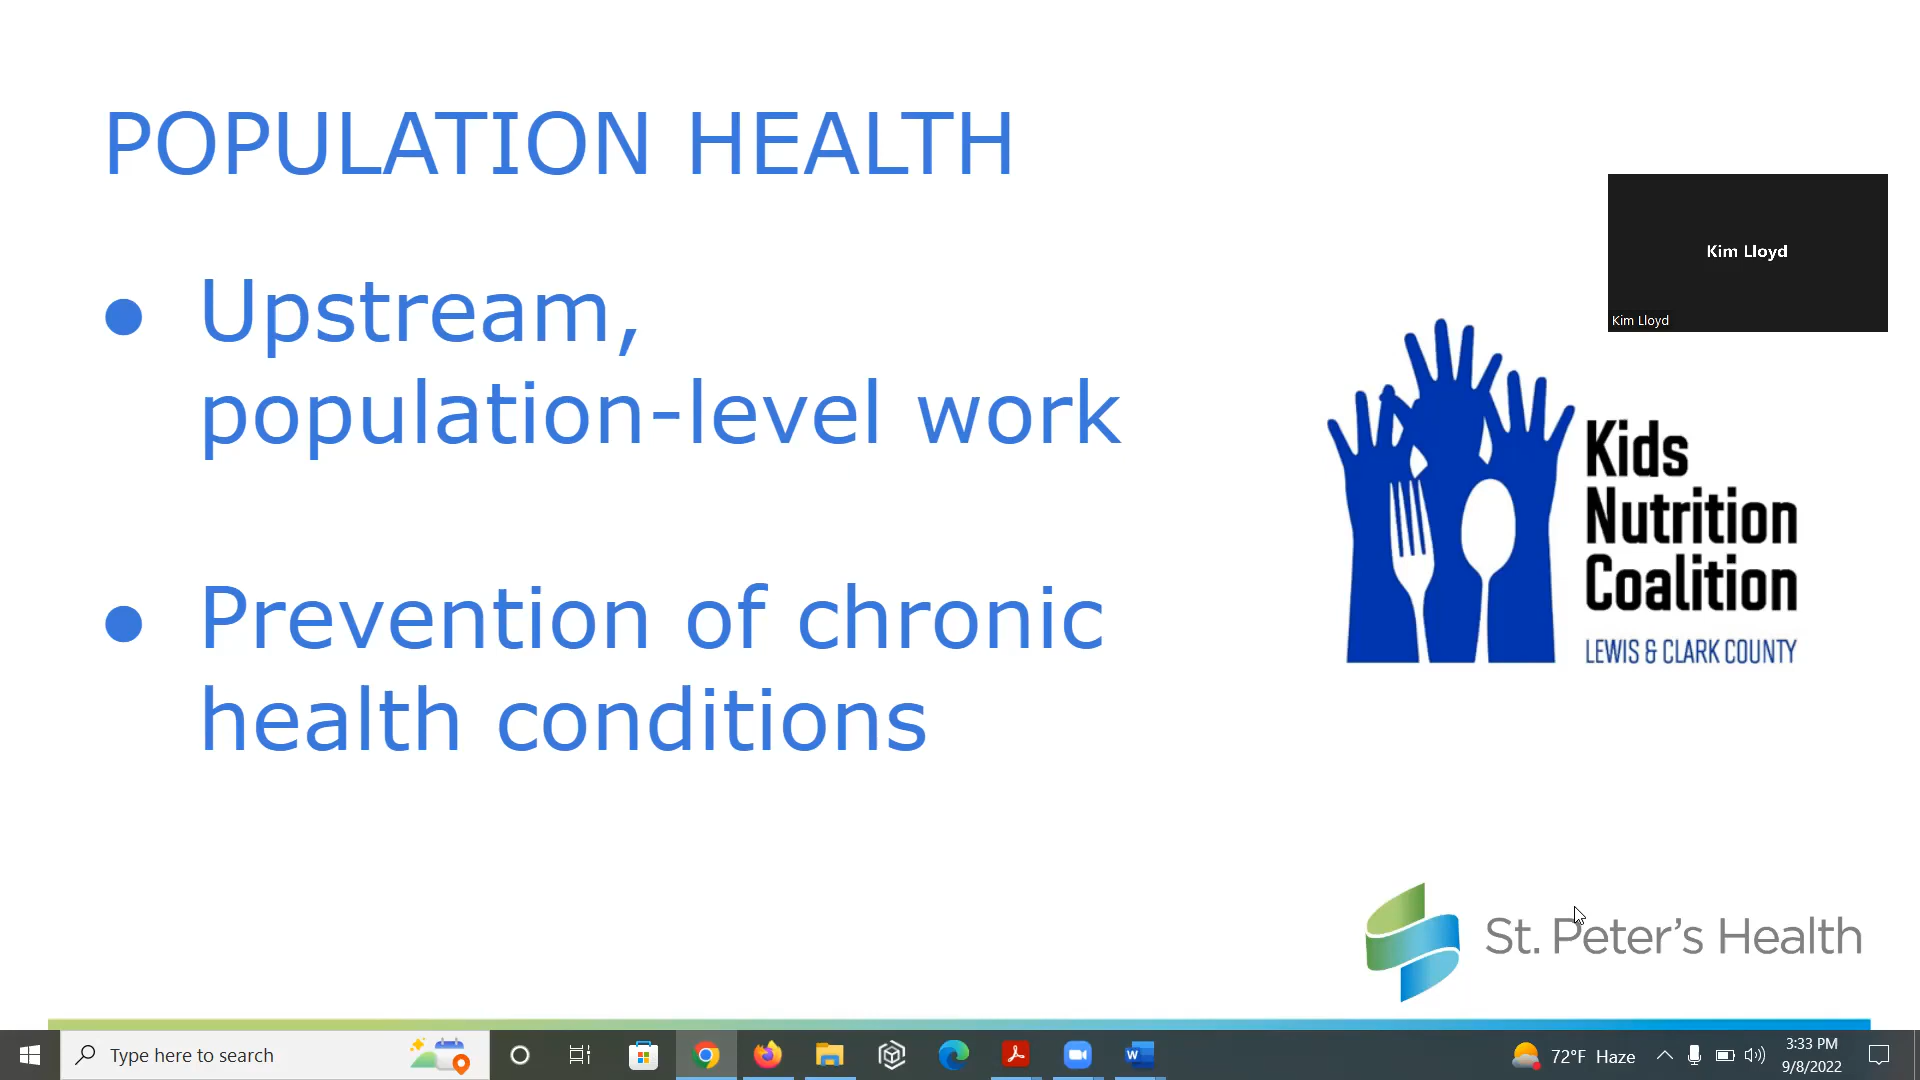 POPULATION HEALTH
● Upstream,
population-level work
● Prevention of chronic
health conditions
Kim Lloyd
Kim Lloyd
Kids
Nutrition
Coalition
LEWIS & CLARK COUNTY
St. Peter's Health
Type here to search
72°F Haze
3:33 PM
9/8/2022